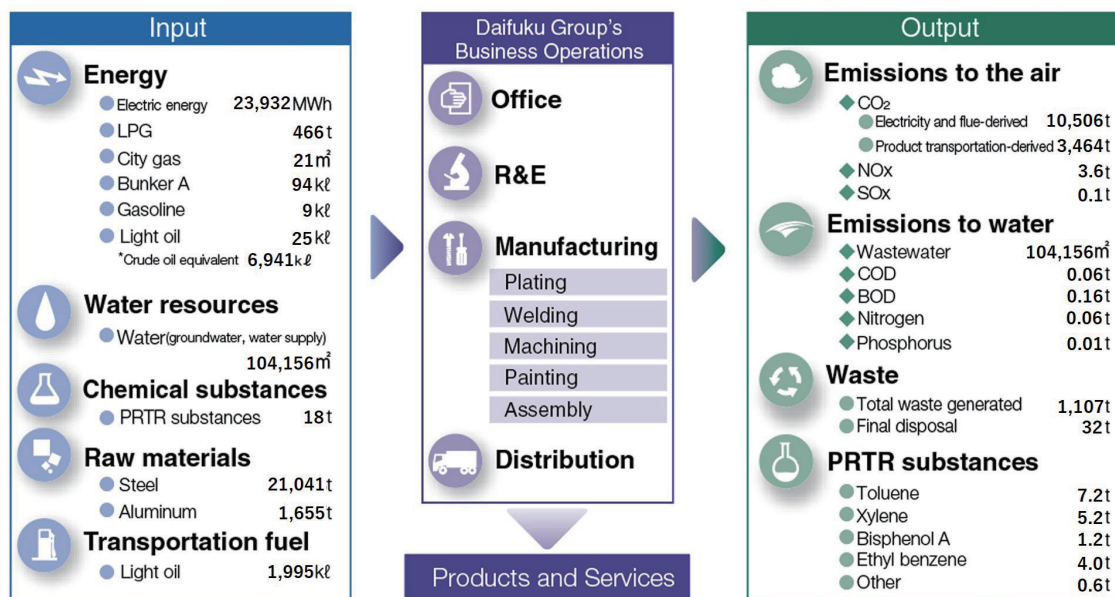 Input
Energy
Electric energy 23,932MWh
LPG 466t
City gas 21㎡
Bunker A 94kℓ
Gasoline 9kℓ
Light oil 25kℓ
*Crude oil equivalent 6,941kℓ
Water resources
Water(groundwater, water supply)
104,156㎡
Chemical substances
PRTR substances 18t
Raw materials
Steel 21,041t
Aluminum 1,655t
Transportation fuel
Light oil 1,995kℓ
Daifuku Group's
Business Operations
Office
R&E
Manufacturing
Plating
Welding
Machining
Painting
Assembly
Distribution
Products and Services
Output
Emissions to the air
CO₂
Electricity and flue-derived 10,506t
Product transportation-derived 3,464t
NOx 3.6t
SOx 0.1t
Emissions to water
Wastewater 104,156㎡
COD 0.06t
BOD 0.16t
Nitrogen 0.06t
Phosphorus 0.01t
Waste
Total waste generated 1,107t
Final disposal 32t
PRTR substances
Toluene 7.2t
Xylene 5.2t
Bisphenol A 1.2t
Ethyl benzene 4.0t
Other 0.6t